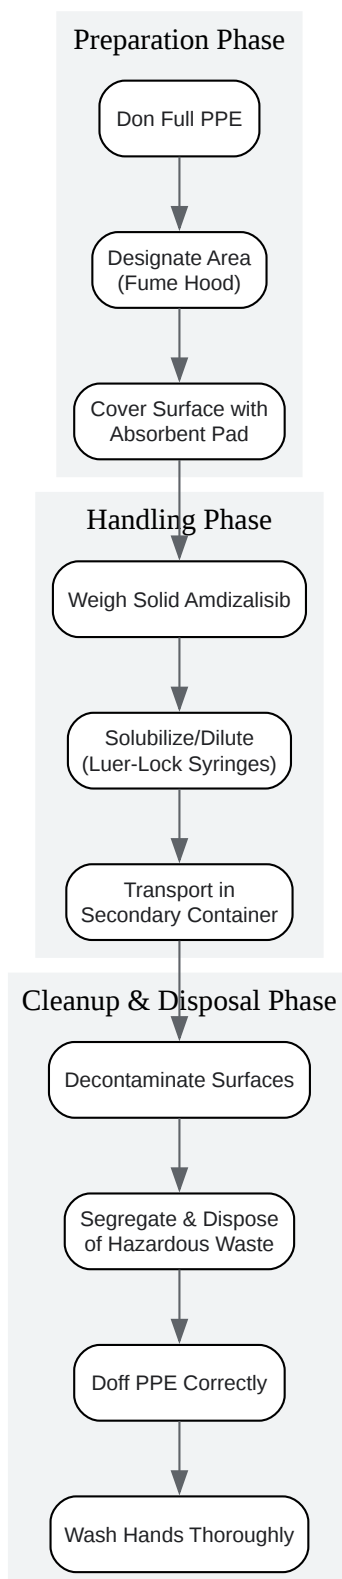 Preparation Phase
Don Full PPE
Designate Area
(Fume Hood)
Cover Surface with
Absorbent Pad
Handling Phase
Weigh Solid Amdizalisib
Solubilize/Dilute
(Luer-Lock Syringes)
Transport in
Secondary Container
Cleanup & Disposal Phase
Decontaminate Surfaces
Segregate & Dispose
of Hazardous Waste
Doff PPE Correctly
Wash Hands Thoroughly